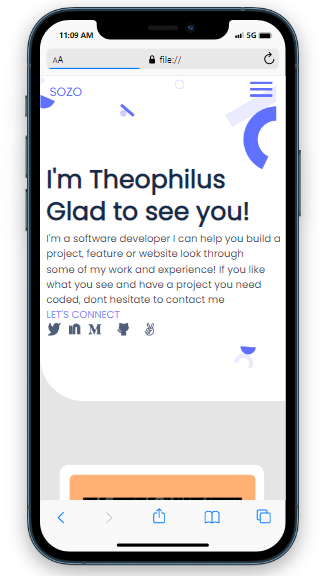 11:09 AM
5G
AA
file://
SOZO
I'm Theophilus
Glad to see you!
I'm a software developer I can help you build a
project, feature or website look through
some of my work and experience! If you like
what you see and have a project you need
coded, dont hesitate to contact me
LET'S CONNECT